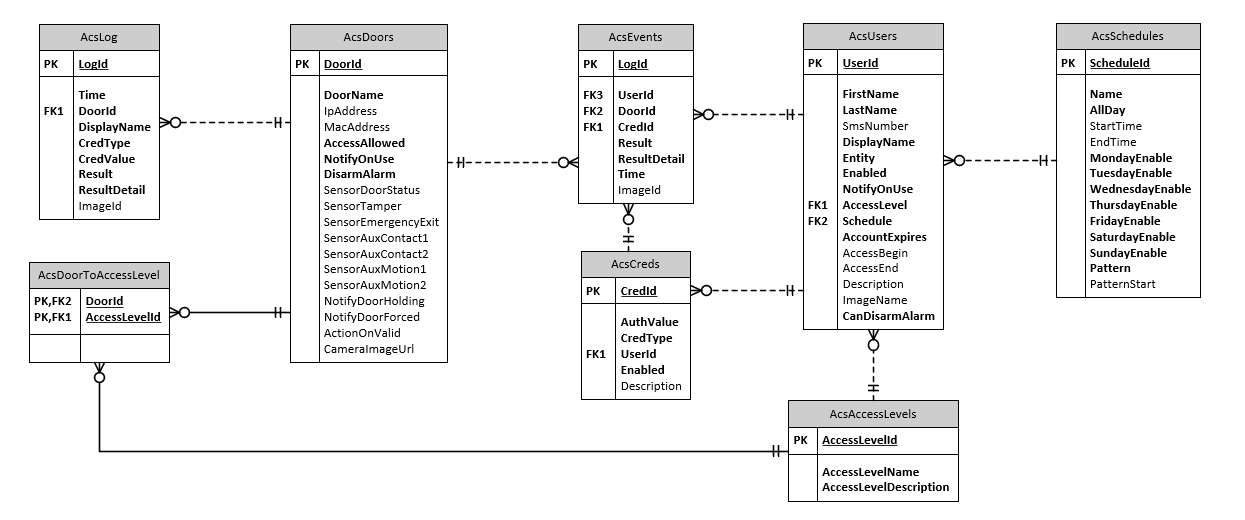 AcsLog
PK LogId
Time
FK1 DoorId
DisplayName
CredType
CredValue
Result
ResultDetail
ImageId
AcsDoors
PK DoorId
DoorName
IpAddress
MacAddress
AccessAllowed
NotifyOnUse
DisarmAlarm
SensorDoorStatus
SensorTamper
SensorEmergencyExit
SensorAuxContact1
SensorAuxContact2
SensorAuxMotion1
SensorAuxMotion2
NotifyDoorHolding
NotifyDoorForced
ActionOnValid
CameraImageUrl
AcsEvents
PK LogId
FK3 UserId
FK2 DoorId
FK1 CredId
Result
ResultDetail
Time
ImageId
AcsUsers
PK UserId
FirstName
LastName
SmsNumber
DisplayName
Entity
Enabled
NotifyOnUse
FK1 AccessLevel
FK2 Schedule
AccountExpires
AccessBegin
AccessEnd
Description
ImageName
CanDisarmAlarm
AcsSchedules
PK ScheduleId
Name
AllDay
StartTime
EndTime
MondayEnable
TuesdayEnable
WednesdayEnable
ThursdayEnable
FridayEnable
SaturdayEnable
SundayEnable
Pattern
PatternStart
AcsDoorToAccessLevel
PK,FK2 DoorId
PK,FK1 AccessLevelId
AcsCreds
PK CredId
AuthValue
CredType
FK1 UserId
Enabled
Description
AcsAccessLevels
PK AccessLevelId
AccessLevelName
AccessLevelDescription